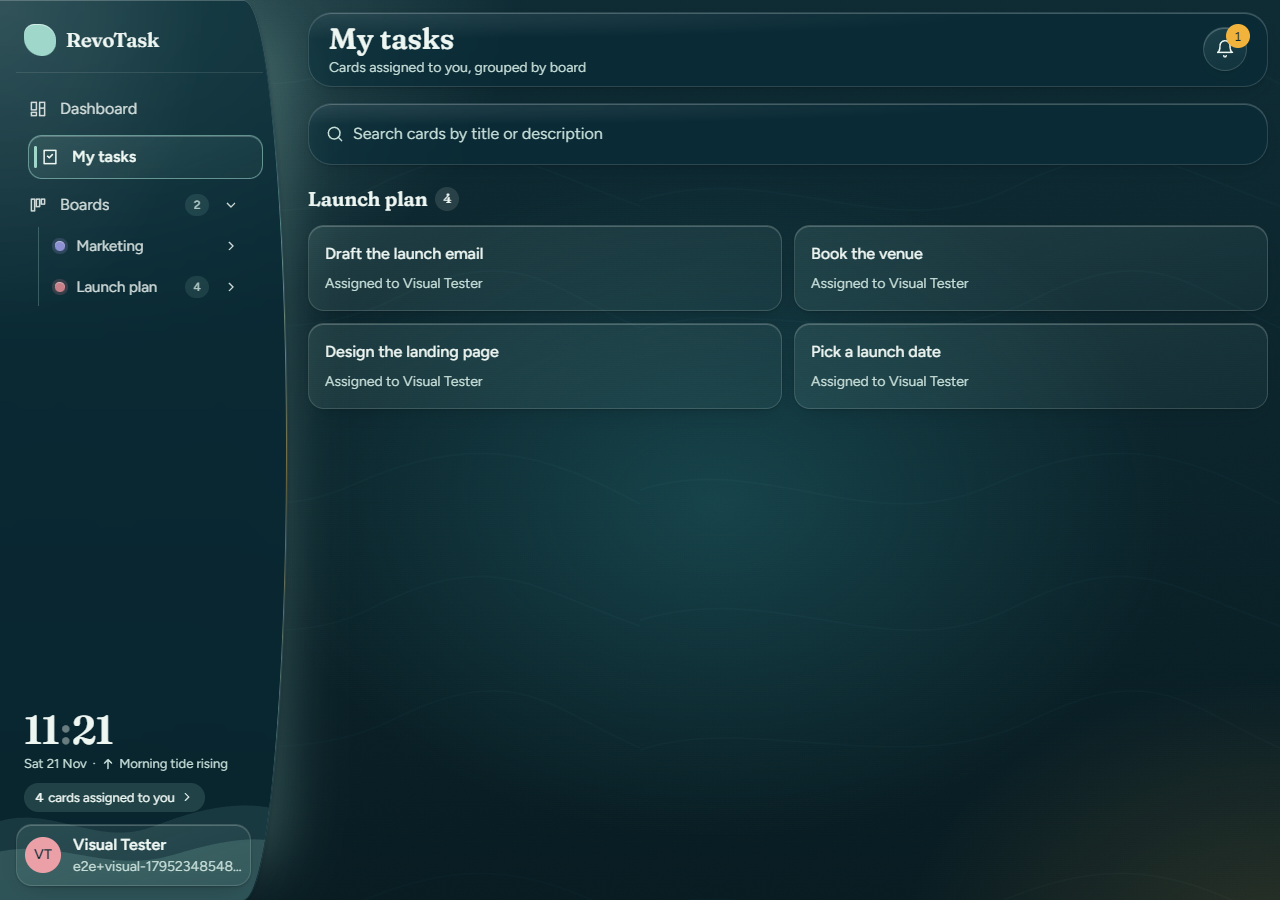 RevoTask
Dashboard
My tasks
Boards 2
Marketing
Launch plan 4
11:21
Sat 21 Nov · ↑ Morning tide rising
4 cards assigned to you
VT
Visual Tester
e2e+visual-17952348548...
My tasks
Cards assigned to you, grouped by board
1
Search cards by title or description
Launch plan 4
Draft the launch email
Assigned to Visual Tester
Book the venue
Assigned to Visual Tester
Design the landing page
Assigned to Visual Tester
Pick a launch date
Assigned to Visual Tester